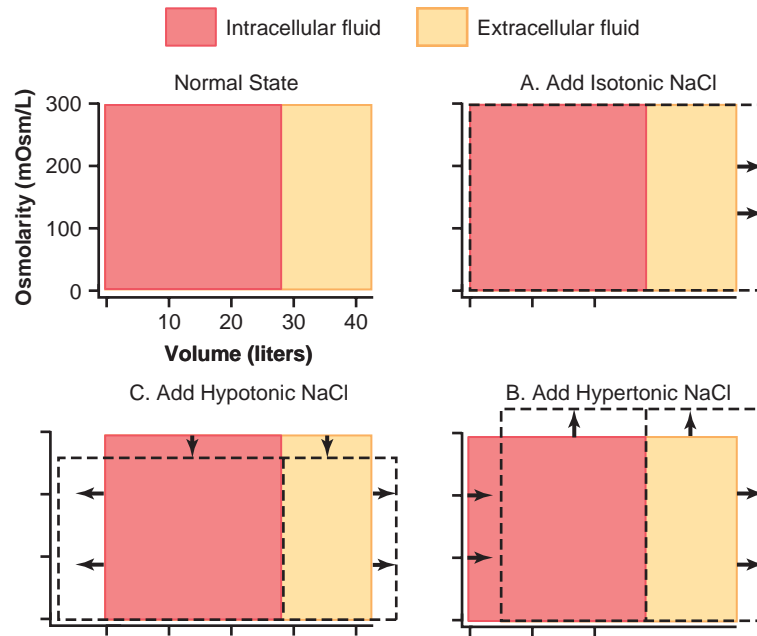 Intracellular fluid Extracellular fluid
Normal State
A. Add Isotonic NaCl
Osmolarity (mOsm/L)
300
200
100
0
10 20 30 40
Volume (liters)
C. Add Hypotonic NaCl
B. Add Hypertonic NaCl